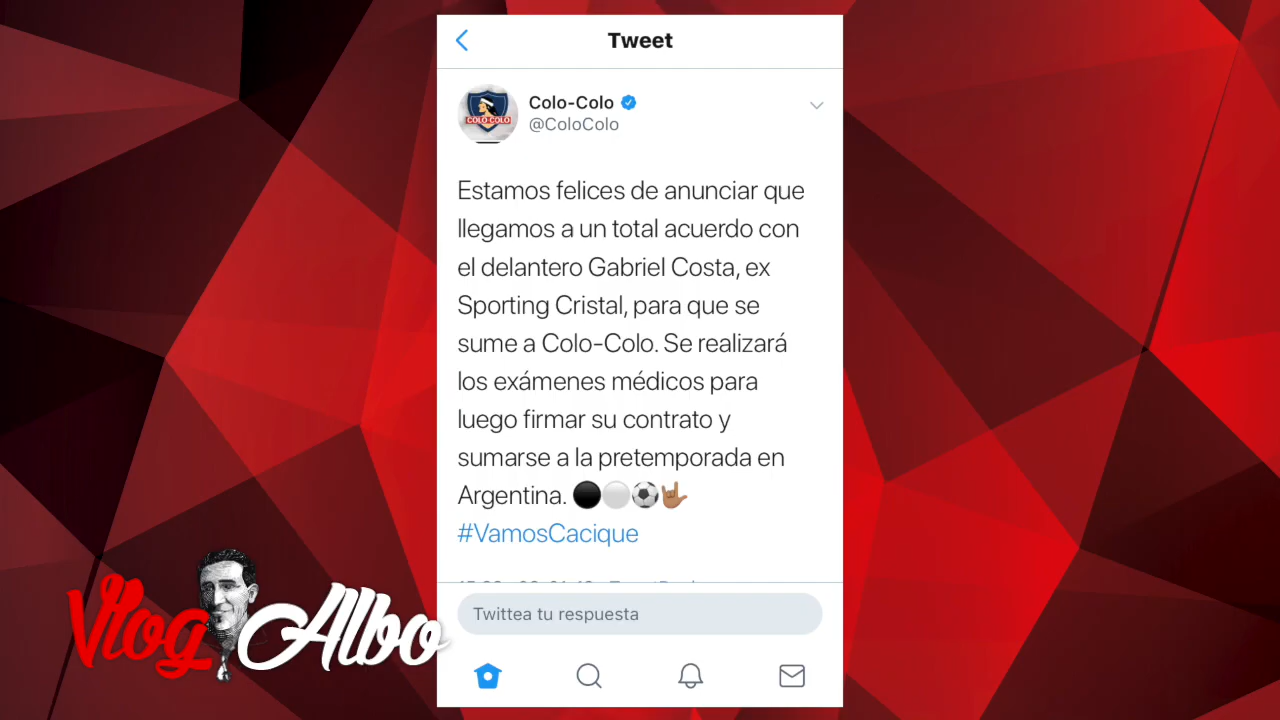 Tweet
Colo-Colo
@ColoColo
COLO-COLO
Estamos felices de anunciar que
llegamos a un total acuerdo con
el delantero Gabriel Costa, ex
Sporting Cristal, para que se
sume a Colo-Colo. Se realizará
los exámenes médicos para
luego firmar su contrato y
sumarse a la pretemporada en
Argentina. ⚫⚪⚽🤟🏽
#VamosCacique
Twittea tu respuesta
Vlog Albo